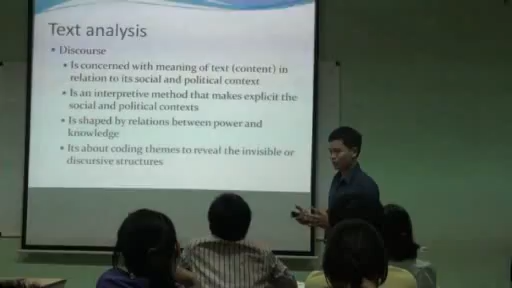 Text analysis
• Discourse
• Is concerned with meaning of text (content) in
relation to its social and political context
• Is an interpretive method that makes explicit the
social and political contexts
• Is shaped by relations between power and
knowledge
• Its about coding themes to reveal the invisible or
discursive structures